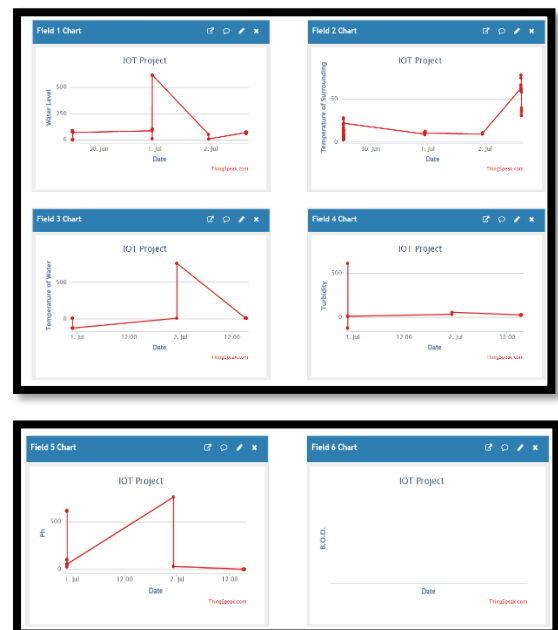 Field 1 Chart
IOT Project
Water Level
500
250
0
30. Jun
1. Jul
2. Jul
Date
ThingSpeak.com
Field 2 Chart
IOT Project
Temperature of Surrounding
50
0
30. Jun
1. Jul
2. Jul
Date
ThingSpeak.com
Field 3 Chart
IOT Project
Temperature of Water
500
0
1. Jul
12:00
2. Jul
12:00
Date
ThingSpeak.com
Field 4 Chart
IOT Project
Turbidity
500
0
1. Jul
12:00
2. Jul
12:00
Date
ThingSpeak.com
Field 5 Chart
IOT Project
Ph
500
0
1. Jul
12:00
2. Jul
12:00
Date
ThingSpeak.com
Field 6 Chart
IOT Project
B.O.D.
Date
ThingSpeak.com